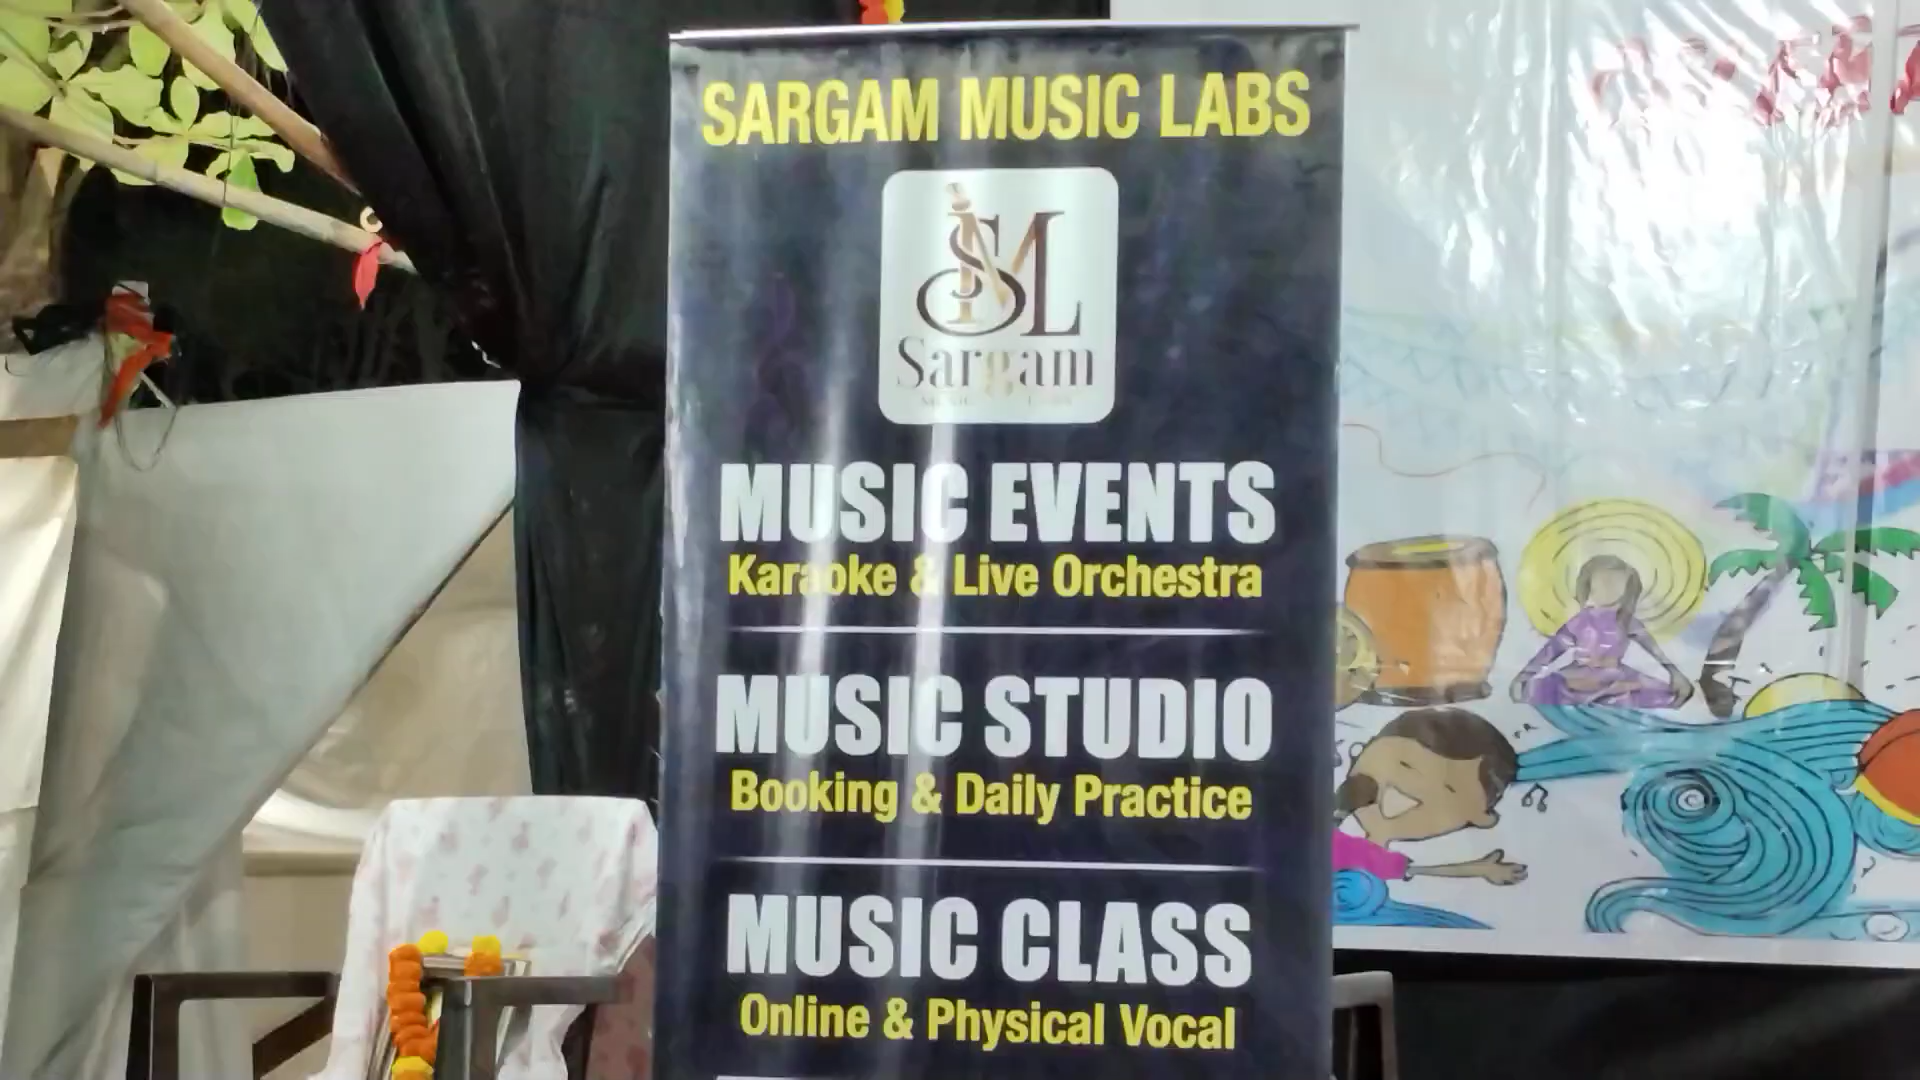 SARGAM MUSIC LABS
SML
Sargam
MUSIC EVENTS
Karaoke & Live Orchestra
MUSIC STUDIO
Booking & Daily Practice
MUSIC CLASS
Online & Physical Vocal